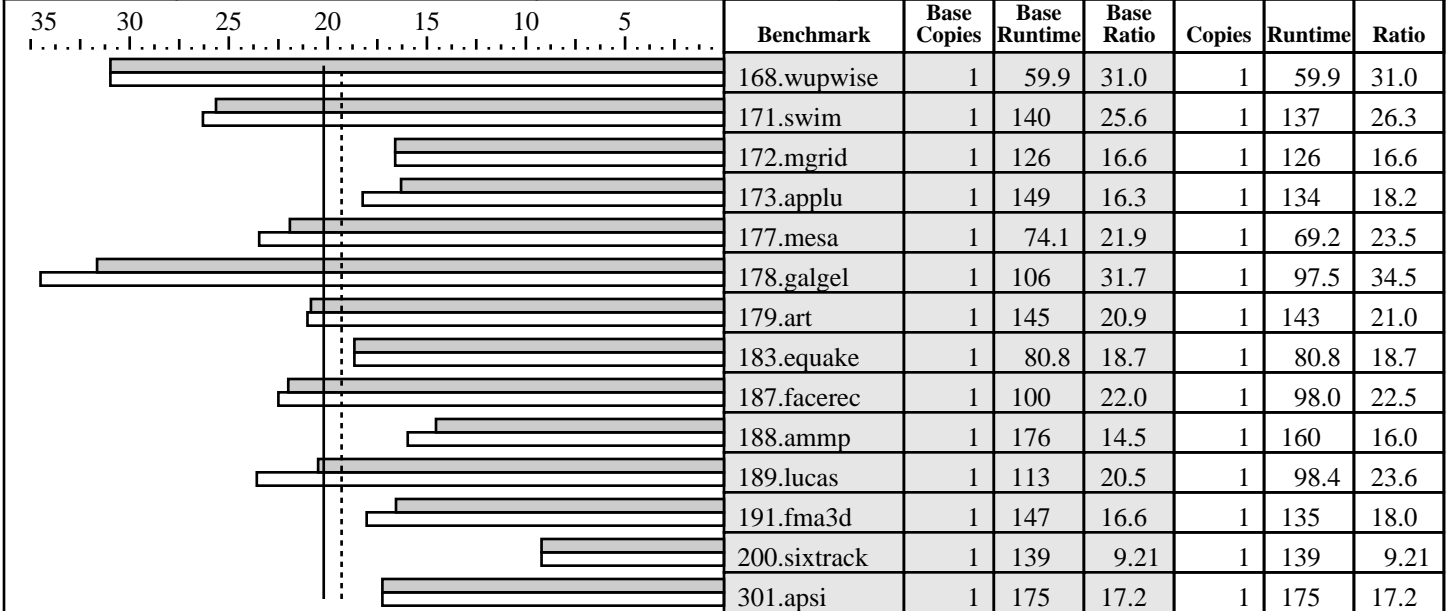 35 30 25 20 15 10 5
Benchmark Base Copies Base Runtime Base Ratio Copies Runtime Ratio
168.wupwise 1 59.9 31.0 1 59.9 31.0
171.swim 1 140 25.6 1 137 26.3
172.mgrid 1 126 16.6 1 126 16.6
173.applu 1 149 16.3 1 134 18.2
177.mesa 1 74.1 21.9 1 69.2 23.5
178.galgel 1 106 31.7 1 97.5 34.5
179.art 1 145 20.9 1 143 21.0
183.equake 1 80.8 18.7 1 80.8 18.7
187.facerec 1 100 22.0 1 98.0 22.5
188.ammp 1 176 14.5 1 160 16.0
189.lucas 1 113 20.5 1 98.4 23.6
191.fma3d 1 147 16.6 1 135 18.0
200.sixtrack 1 139 9.21 1 139 9.21
301.apsi 1 175 17.2 1 175 17.2